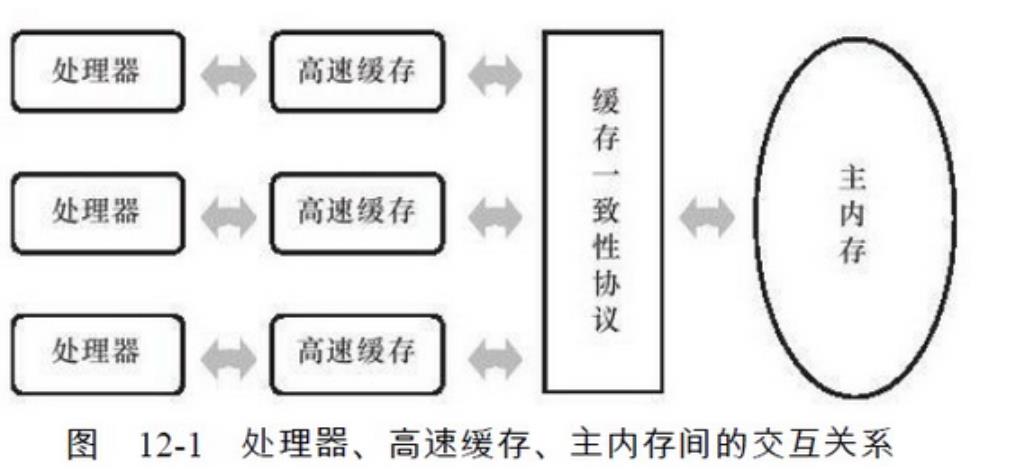 处理器
高速缓存
处理器
高速缓存
处理器
高速缓存
缓存一致性协议
主内存
图 12-1 处理器、高速缓存、主内存间的交互关系